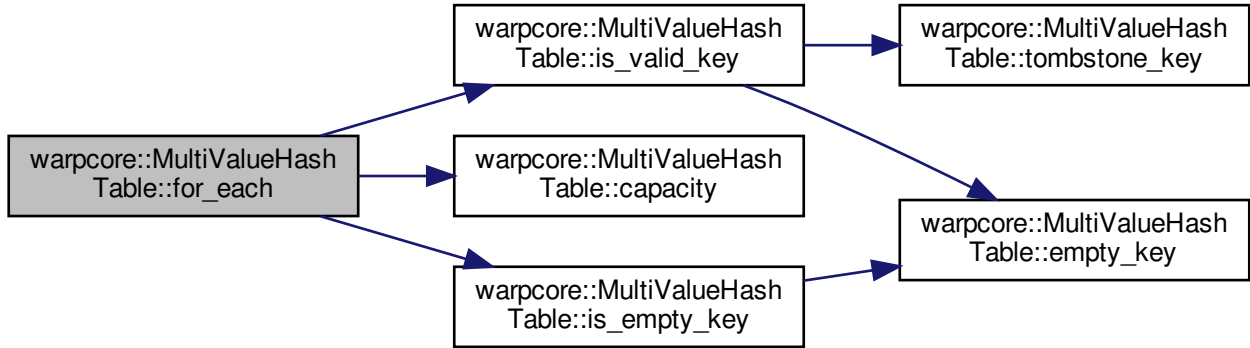 warpcore::MultiValueHash
Table::for_each
warpcore::MultiValueHash
Table::is_valid_key
warpcore::MultiValueHash
Table::capacity
warpcore::MultiValueHash
Table::is_empty_key
warpcore::MultiValueHash
Table::tombstone_key
warpcore::MultiValueHash
Table::empty_key